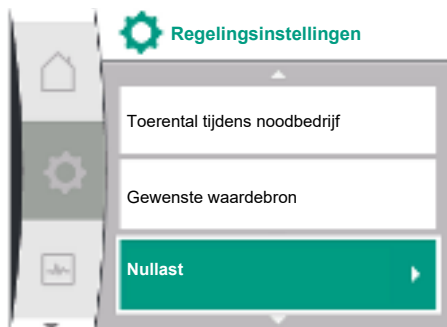 Regelingsinstellingen
Toerental tijdens noodbedrijf
Gewenste waardebron
Nullast